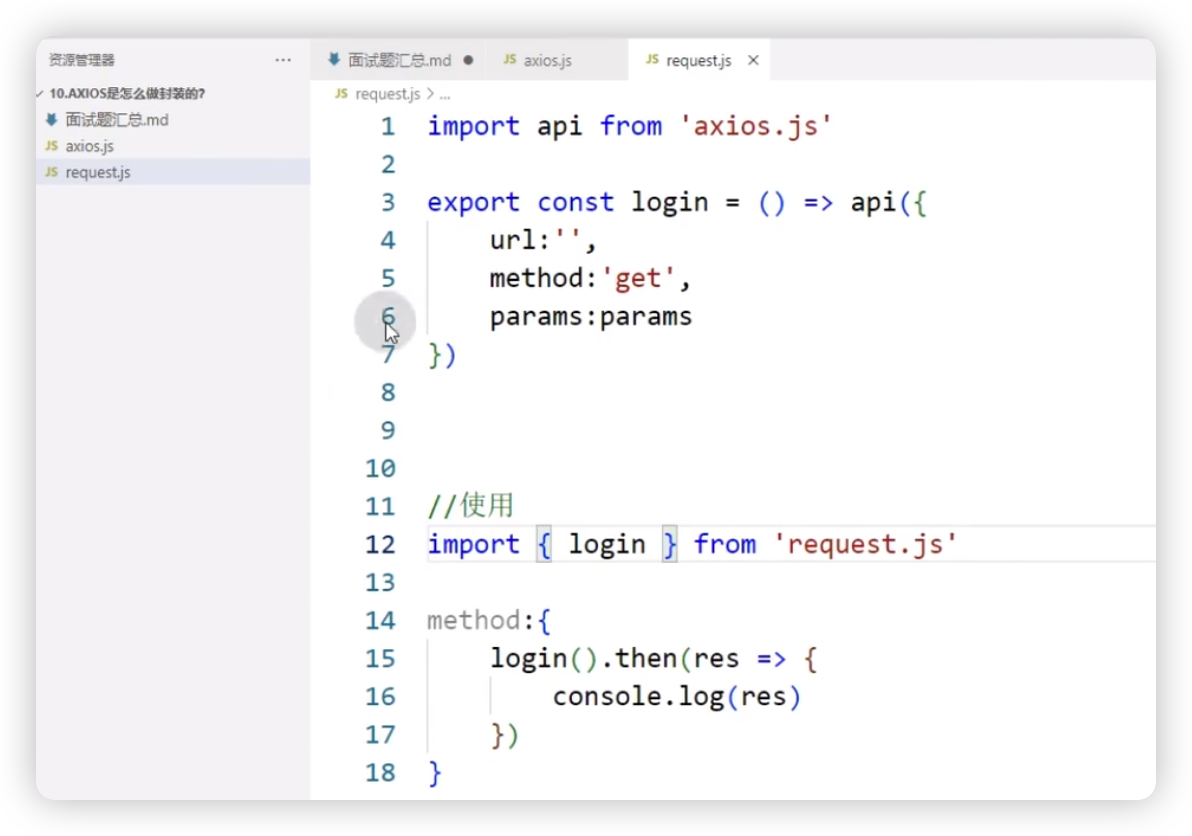 资源管理器 ...
10.AXIOS是怎么做封装的?
面试题汇总.md
JS axios.js
JS request.js
面试题汇总.md ● JS axios.js JS request.js ×
JS request.js > ...
1 import api from 'axios.js'
2
3 export const login = () => api({
4 url:'',
5 method:'get',
6 params:params
7 })
8
9
10
11 //使用
12 import { login } from 'request.js'
13
14 method:{
15 login().then(res => {
16 console.log(res)
17 })
18 }